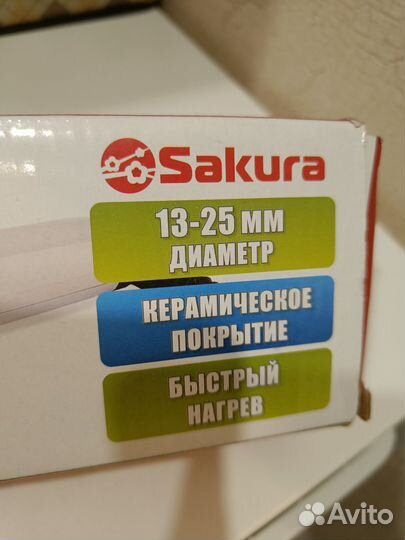 Sakura
13-25 ММ
ДИАМЕТР
КЕРАМИЧЕСКОЕ
ПОКРЫТИЕ
БЫСТРЫЙ
НАГРЕВ
Avito